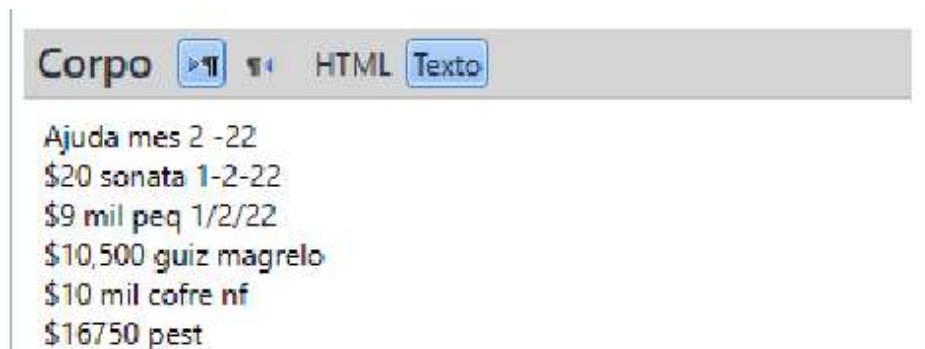 Corpo HTML Texto
Ajuda mes 2 -22
$20 sonata 1-2-22
$9 mil peq 1/2/22
$10,500 guiz magrelo
$10 mil cofre nf
$16750 pest